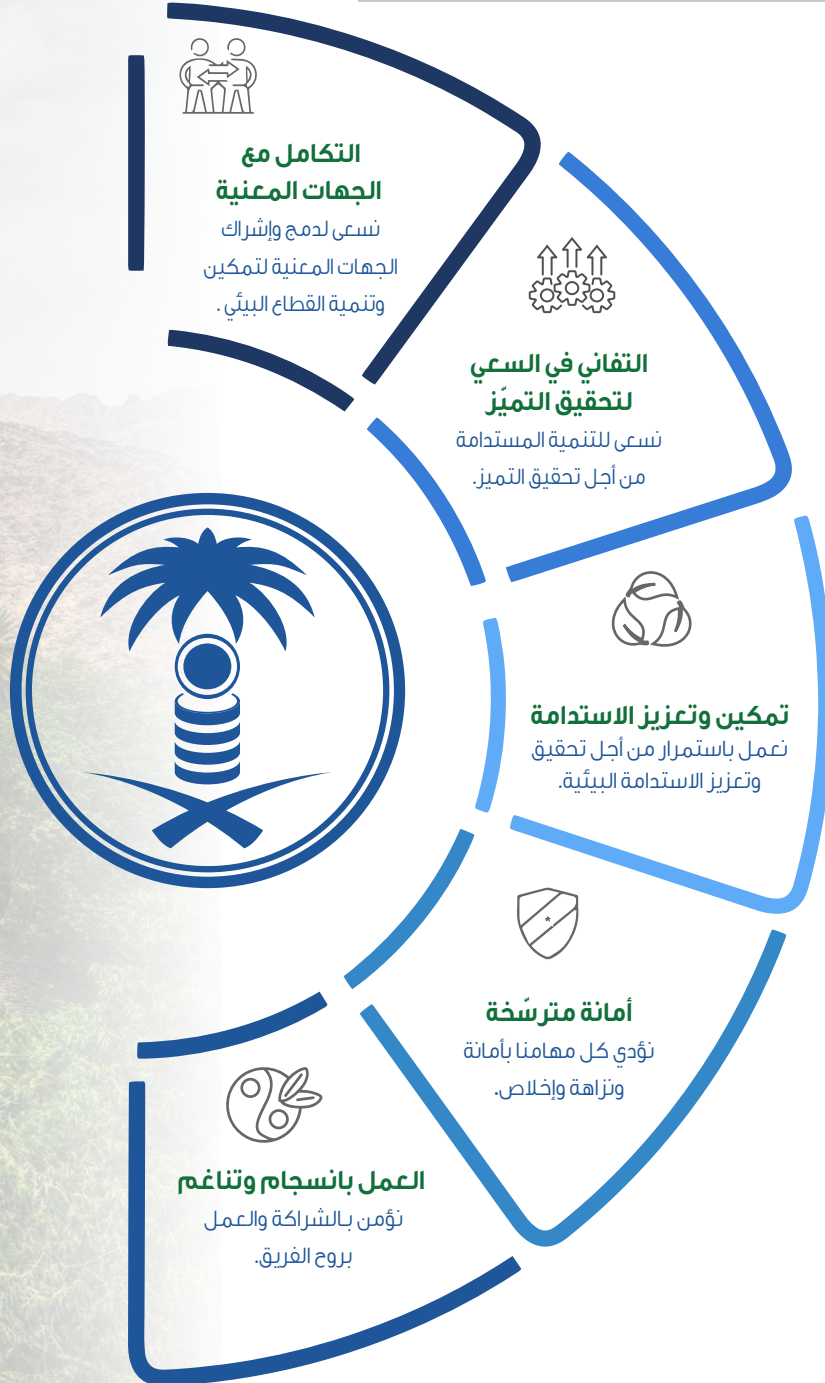 التكامل مع
الجهات المعنية
نسعى لدمج وإشراك
الجهات المعنية لتمكين
وتنمية القطاع البيئي .
التفاني في السعي
لتحقيق التميّز
نسعى للتنمية المستدامة
من أجل تحقيق التميز.
تمكين وتعزيز الاستدامة
نعمل باستمرار من أجل تحقيق
وتعزيز الاستدامة البيئية.
أمانة مترسّخة
نؤدي كل مهامنا بأمانة
ونزاهة وإخلاص.
العمل بانسجام وتناغم
نؤمن بالشراكة والعمل
بروح الفريق.